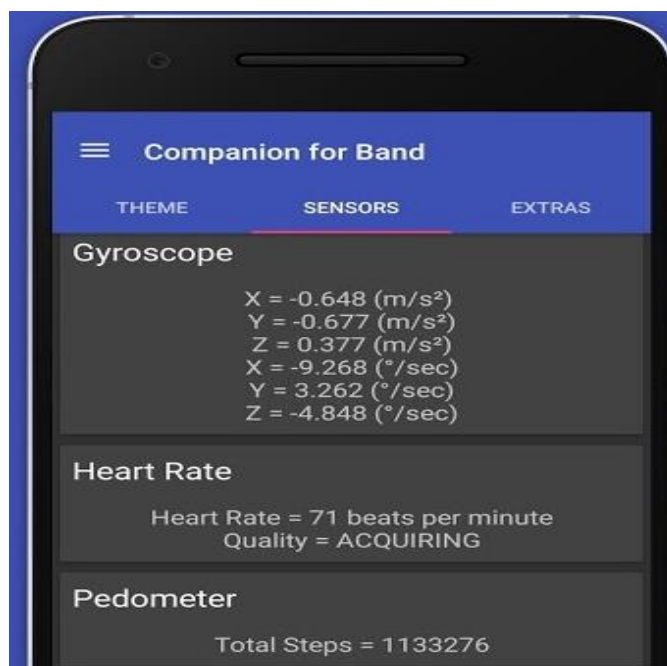 Companion for Band
THEME SENSORS EXTRAS
Gyroscope
X = -0.648 (m/s²)
Y = -0.677 (m/s²)
Z = 0.377 (m/s²)
X = -9.268 (°/sec)
Y = 3.262 (°/sec)
Z = -4.848 (°/sec)
Heart Rate
Heart Rate = 71 beats per minute
Quality = ACQUIRING
Pedometer
Total Steps = 1133276